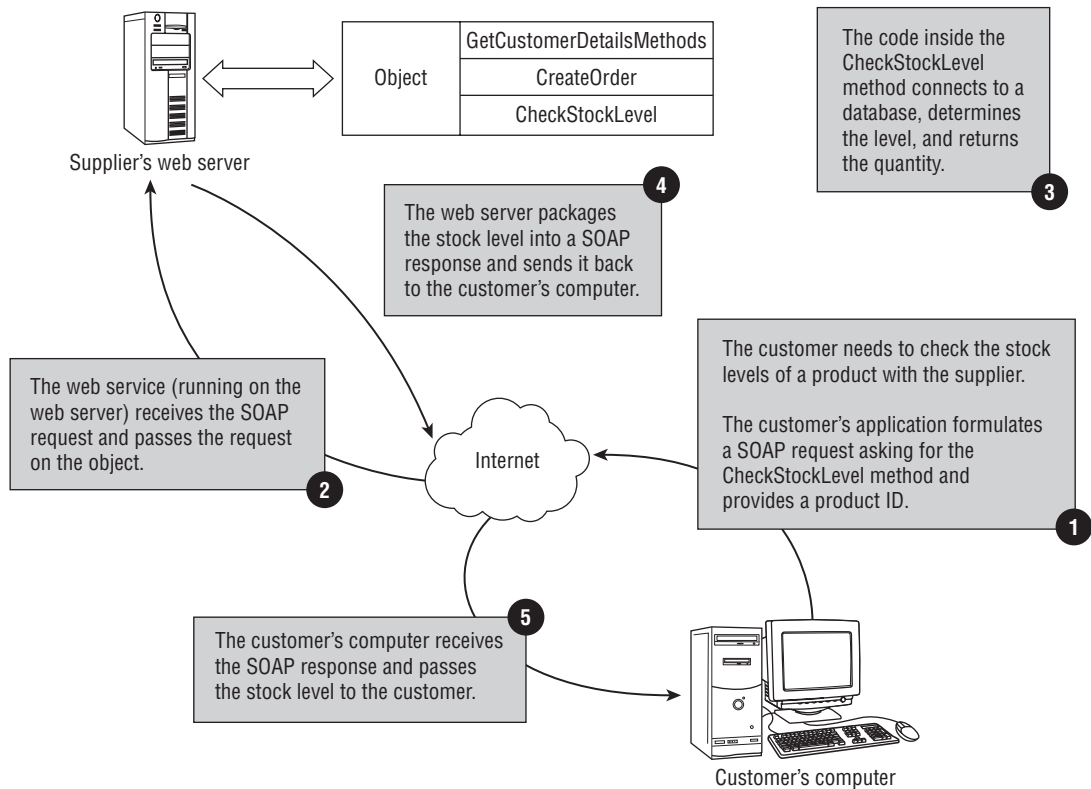 Object
GetCustomerDetailsMethods
CreateOrder
CheckStockLevel
Supplier's web server
The code inside the
CheckStockLevel
method connects to a
database, determines
the level, and returns
the quantity.
3
4
The web server packages
the stock level into a SOAP
response and sends it back
to the customer's computer.
The customer needs to check the stock
levels of a product with the supplier.
The customer's application formulates
a SOAP request asking for the
CheckStockLevel method and
provides a product ID.
1
The web service (running on the
web server) receives the SOAP
request and passes the request
on the object.
2
Internet
5
The customer's computer receives
the SOAP response and passes
the stock level to the customer.
Customer's computer